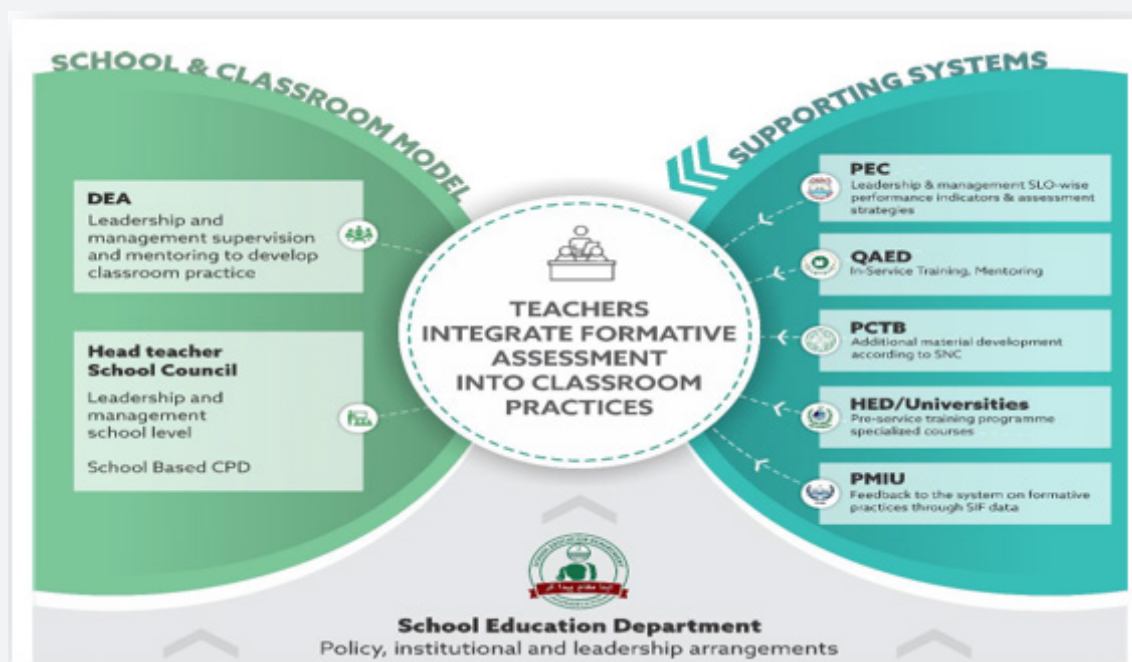 SCHOOL & CLASSROOM MODEL
DEA
Leadership and
management supervision
and mentoring to develop
classroom practice
Head teacher
School Council
Leadership and
management
school level
School Based CPD
TEACHERS
INTEGRATE FORMATIVE
ASSESSMENT
INTO CLASSROOM
PRACTICES
SUPPORTING SYSTEMS
PEC
Leadership & management SLO-wise
performance indicators & assessment
strategies
QAED
In-Service Training, Mentoring
PCTB
Additional material development
according to SNC
HED/Universities
Pre-service training programme
specialized courses
PMIU
Feedback to the system on formative
practices through SIF data
SCHOOL EDUCATION DEPARTMENT
School Education Department
Policy, institutional and leadership arrangements